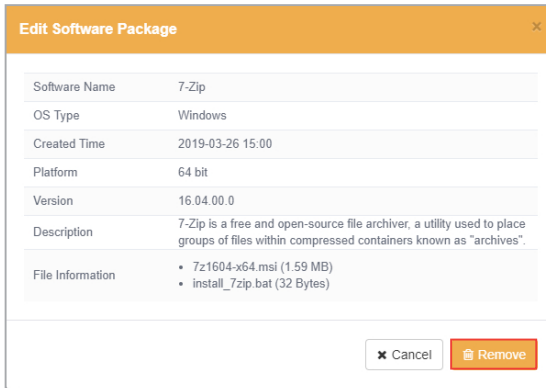 Edit Software Package ×
Software Name 7-Zip
OS Type Windows
Created Time 2019-03-26 15:00
Platform 64 bit
Version 16.04.00.0
Description 7-Zip is a free and open-source file archiver, a utility used to place
groups of files within compressed containers known as "archives".
File Information • 7z1604-x64.msi (1.59 MB)
• install_7zip.bat (32 Bytes)
✖ Cancel Remove